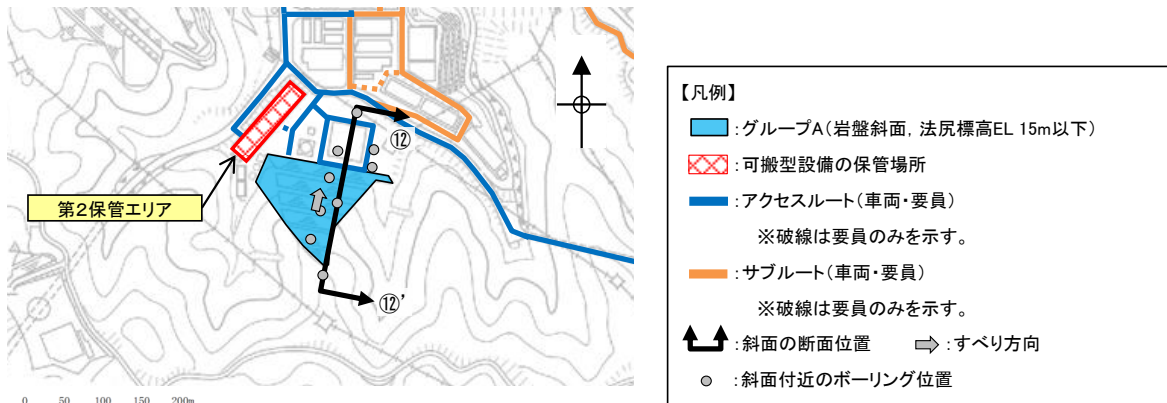 ⑫
第2保管エリア
⑫'
0 50 100 150 200m
【凡例】
:グループA(岩盤斜面, 法尻標高EL 15m以下)
:可搬型設備の保管場所
:アクセスルート(車両・要員)
※破線は要員のみを示す。
:サブルート(車両・要員)
※破線は要員のみを示す。
:斜面の断面位置 :すべり方向
:斜面付近のボーリング位置